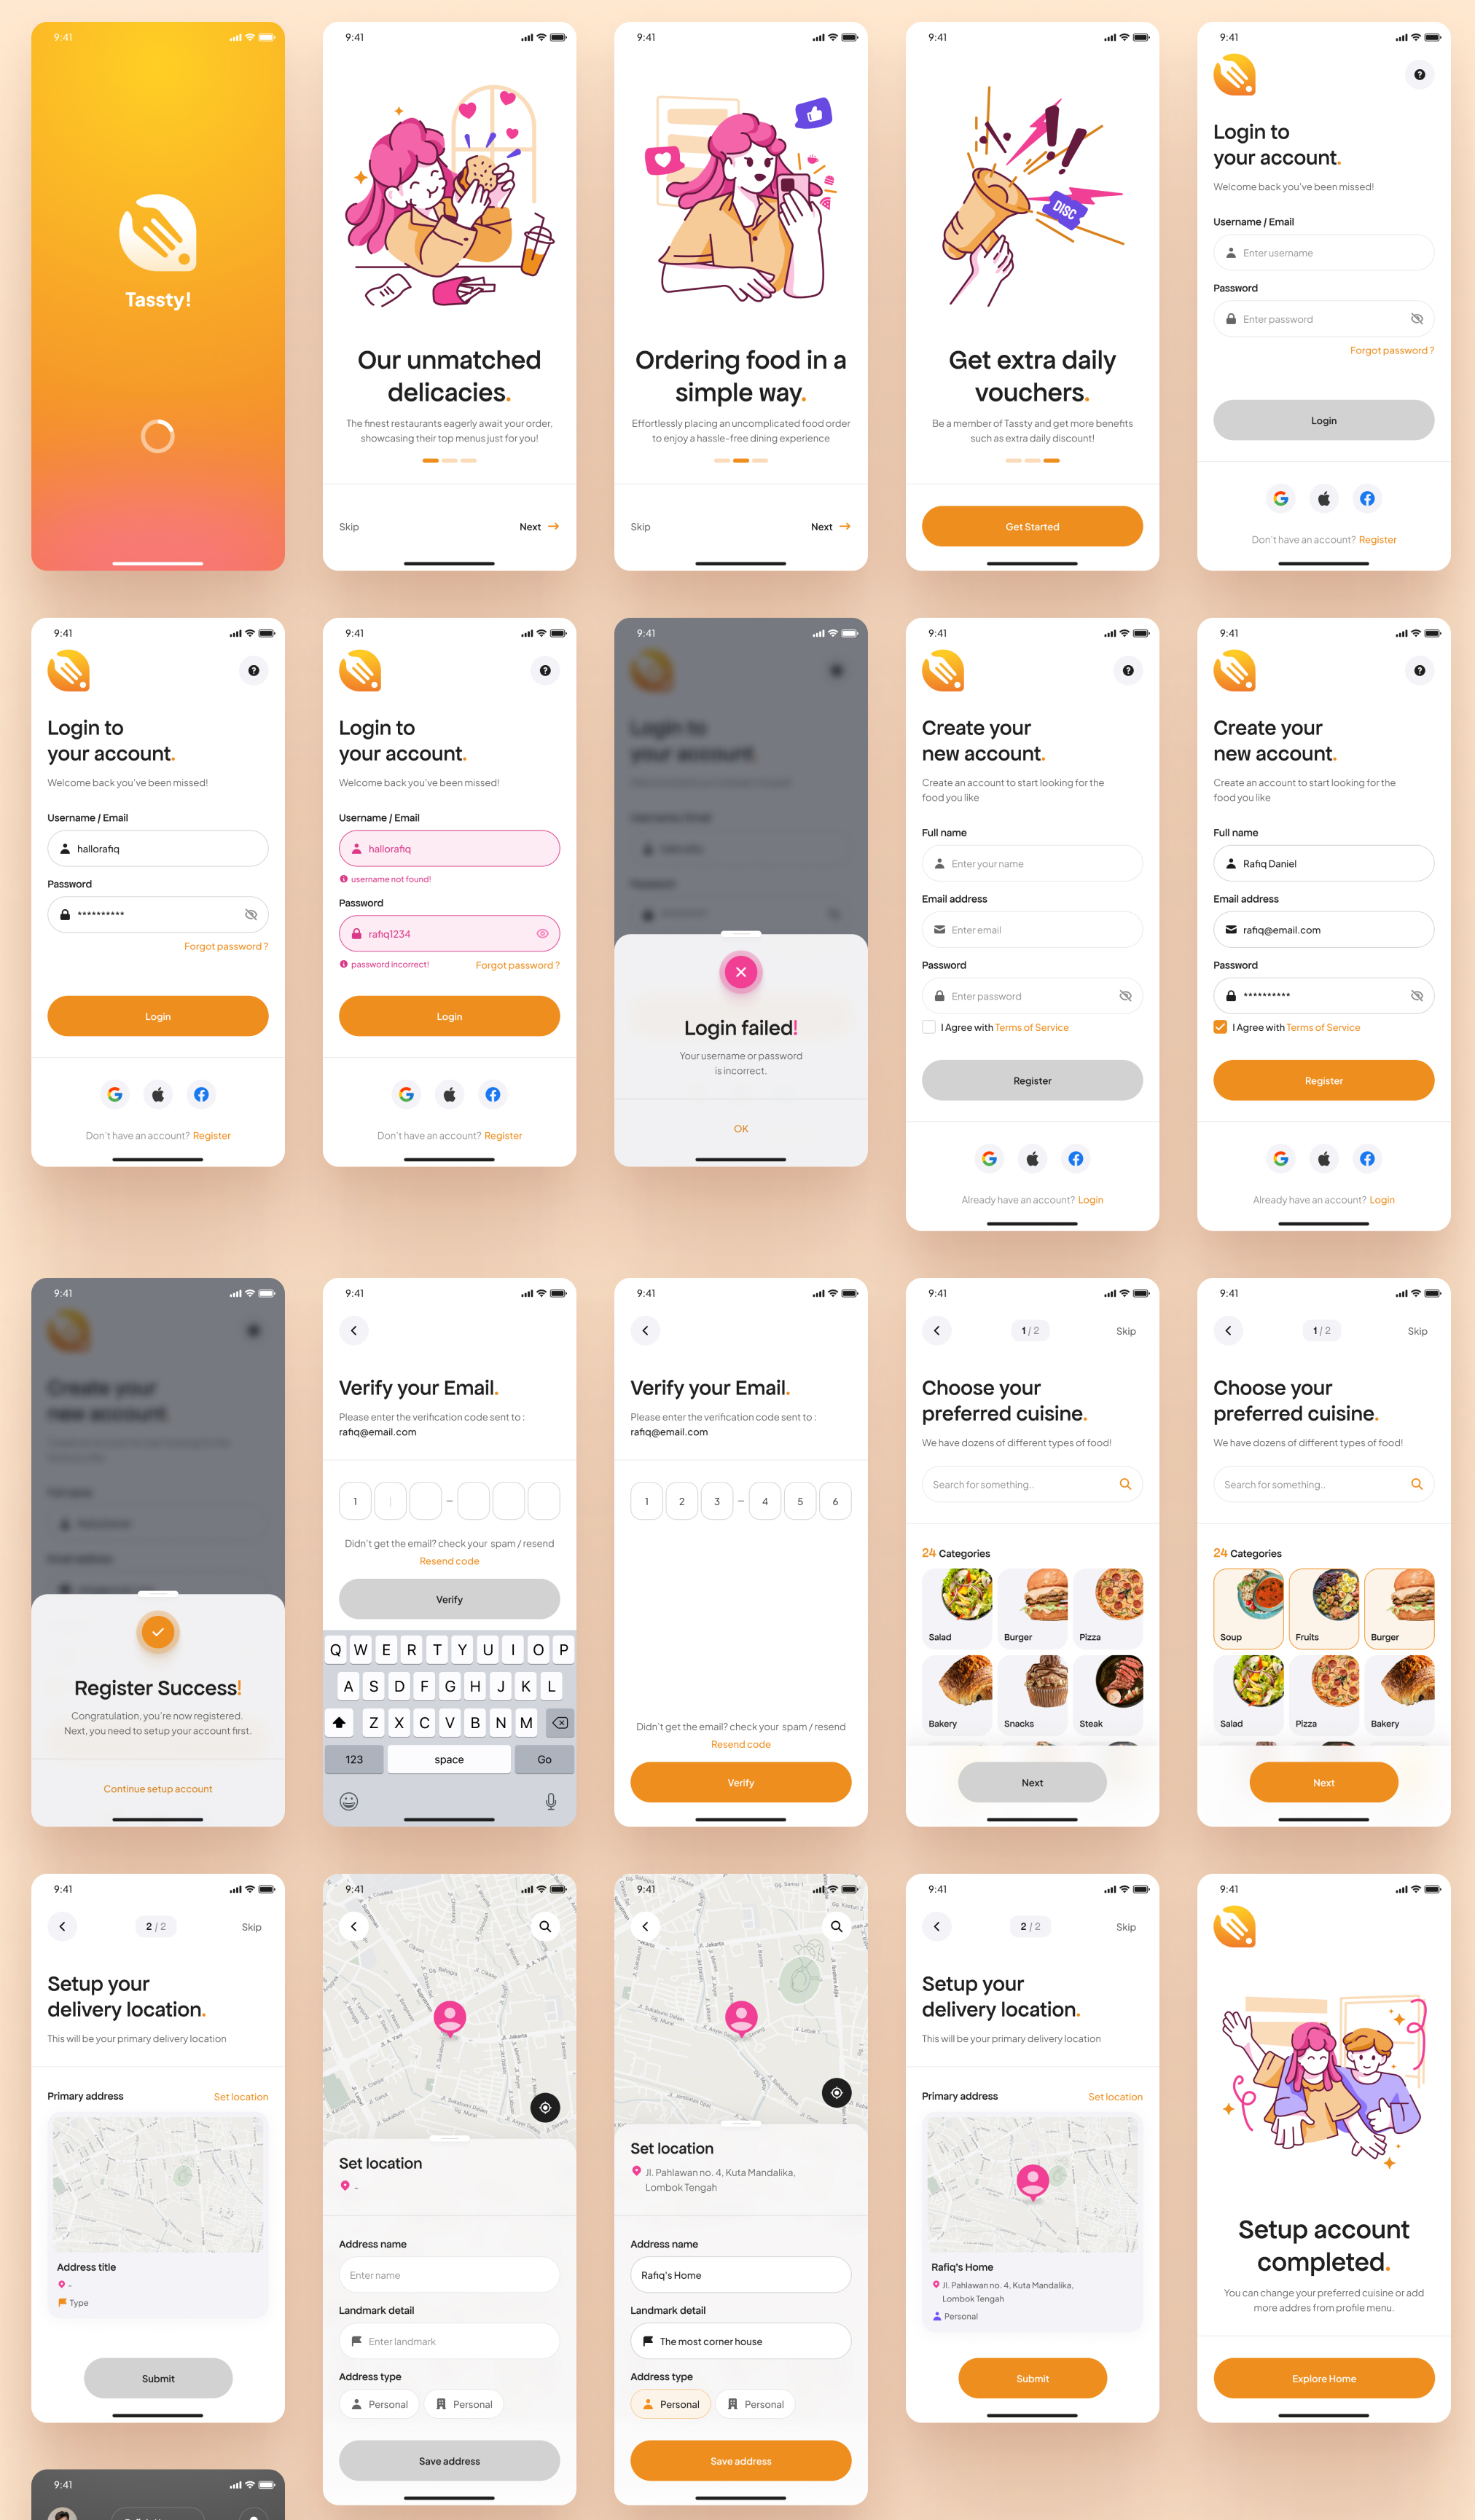 9:41
Tassty!
9:41
Our unmatched
delicacies.
The finest restaurants eagerly await your order,
showcasing their top menus just for you!
Skip
Next
9:41
Ordering food in a
simple way.
Effortlessly placing an uncomplicated food order
to enjoy a hassle-free dining experience
Skip
Next
9:41
DISC
Get extra daily
vouchers.
Be a member of Tassty and get more benefits
such as extra daily discount!
Get Started
9:41
Login to
your account.
Welcome back you've been missed!
Username / Email
Enter username
Password
Enter password
Forgot password ?
Login
Don't have an account? Register
9:41
Login to
your account.
Welcome back you've been missed!
Username / Email
hallorafiq
Password
**********
Forgot password ?
Login
Don't have an account? Register
9:41
Login to
your account.
Welcome back you've been missed!
Username / Email
hallorafiq
username not found!
Password
rafiq1234
password incorrect!
Forgot password ?
Login
Don't have an account? Register
9:41
Login to
your account.
Login failed!
Your username or password
is incorrect.
OK
9:41
Create your
new account.
Create an account to start looking for the
food you like
Full name
Enter your name
Email address
Enter email
Password
Enter password
I Agree with Terms of Service
Register
Already have an account? Login
9:41
Create your
new account.
Create an account to start looking for the
food you like
Full name
Rafiq Daniel
Email address
rafiq@email.com
Password
**********
I Agree with Terms of Service
Register
Already have an account? Login
9:41
Create your
new account.
Register Success!
Congratulation, you're now registered.
Next, you need to setup your account first.
Continue setup account
9:41
Verify your Email.
Please enter the verification code sent to :
rafiq@email.com
1 –
Didn't get the email? check your spam / resend
Resend code
Verify
Q W E R T Y U I O P
A S D F G H J K L
Z X C V B N M
123 space Go
9:41
Verify your Email.
Please enter the verification code sent to :
rafiq@email.com
1 2 3 – 4 5 6
Didn't get the email? check your spam / resend
Resend code
Verify
9:41
1 / 2
Skip
Choose your
preferred cuisine.
We have dozens of different types of food!
Search for something..
24 Categories
Salad Burger Pizza
Bakery Snacks Steak
Next
9:41
1 / 2
Skip
Choose your
preferred cuisine.
We have dozens of different types of food!
Search for something..
24 Categories
Soup Fruits Burger
Salad Pizza Bakery
Next
9:41
2 / 2
Skip
Setup your
delivery location.
This will be your primary delivery location
Primary address
Set location
Address title
-
Type
Submit
9:41
Set location
-
Address name
Enter name
Landmark detail
Enter landmark
Address type
Personal Personal
Save address
9:41
Set location
Jl. Pahlawan no. 4, Kuta Mandalika,
Lombok Tengah
Address name
Rafiq's Home
Landmark detail
The most corner house
Address type
Personal Personal
Save address
9:41
2 / 2
Skip
Setup your
delivery location.
This will be your primary delivery location
Primary address
Set location
Rafiq's Home
Jl. Pahlawan no. 4, Kuta Mandalika,
Lombok Tengah
Personal
Submit
9:41
Setup account
completed.
You can change your preferred cuisine or add
more addres from profile menu.
Explore Home
9:41